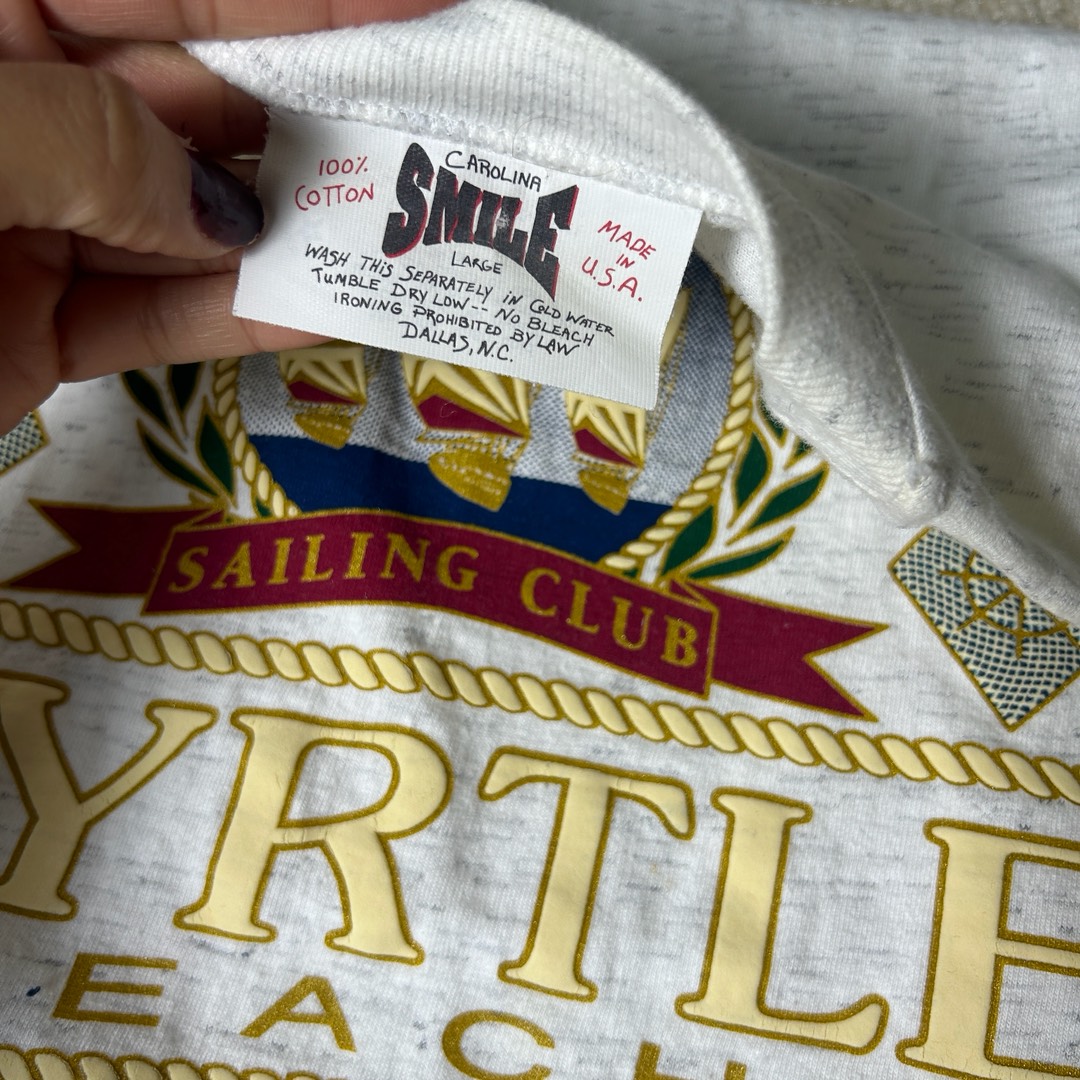 100%
COTTON
CAROLINA
SMILE
LARGE
MADE
IN
U.S.A.
WASH THIS SEPARATELY IN COLD WATER
TUMBLE DRY LOW -- NO BLEACH
IRONING PROHIBITED BY LAW
DALLAS, N.C.
SAILING CLUB
YRTLE
EACH